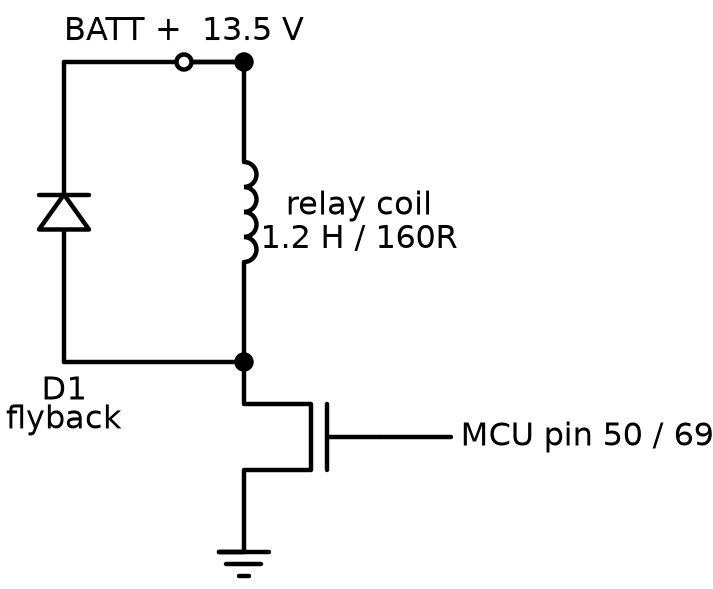 BATT +  13.5 V
relay coil
1.2 H / 160R
D1
flyback
MCU pin 50 / 69